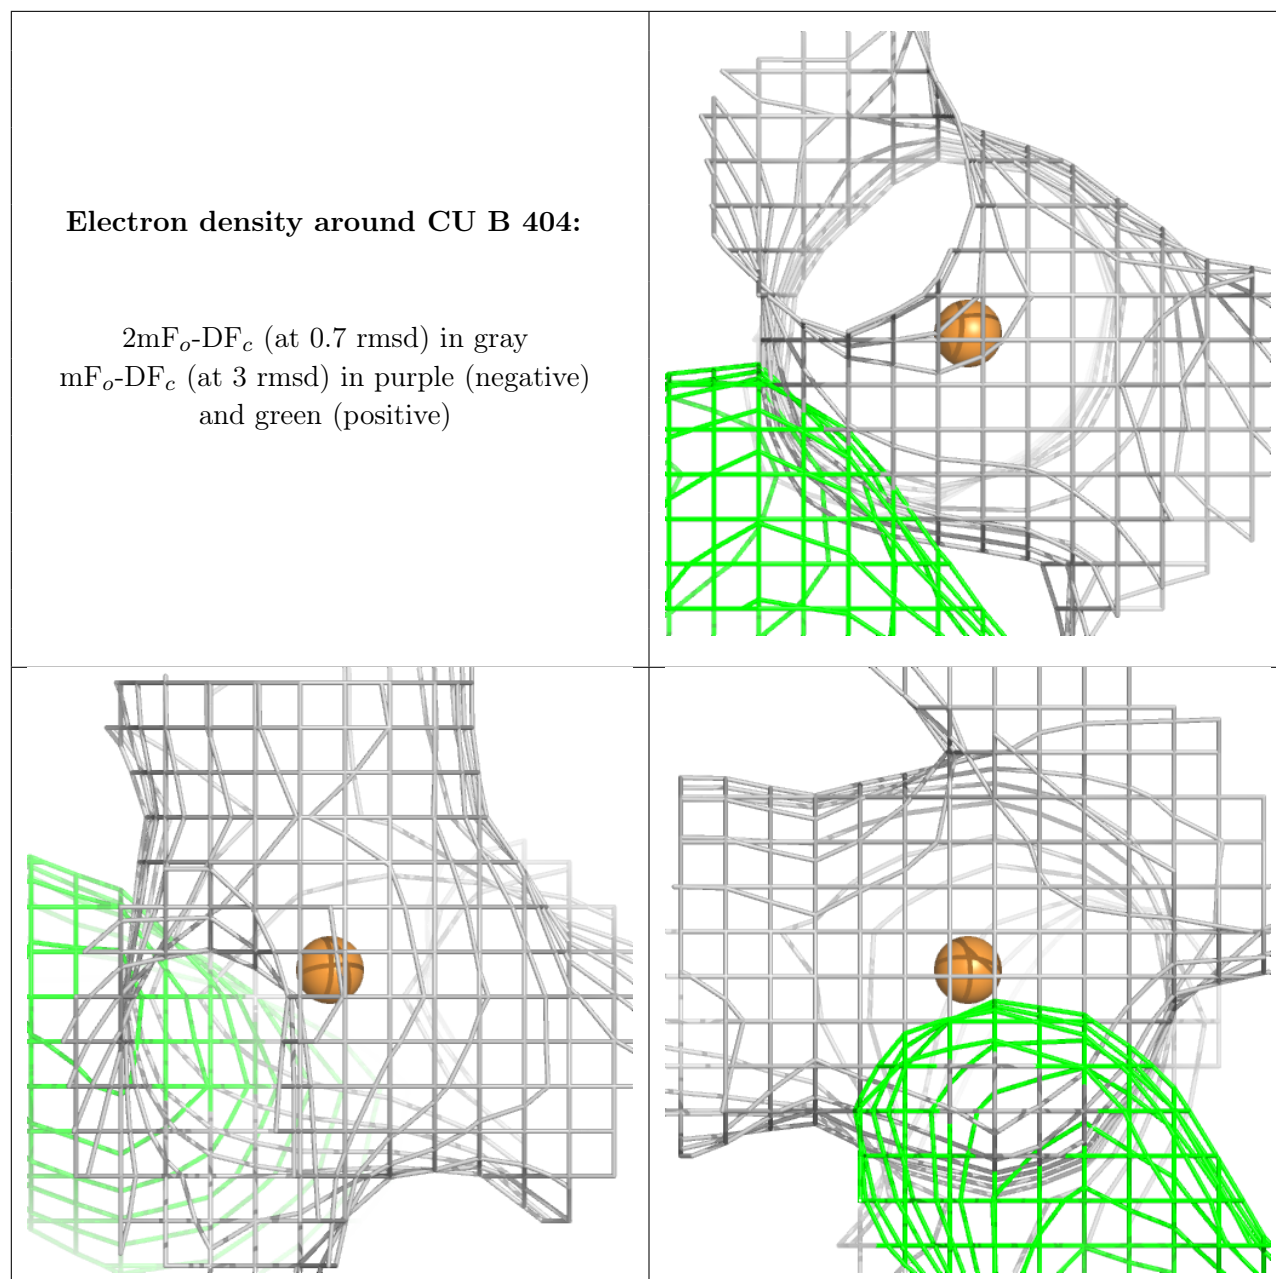 Electron density around CU B 404:
2mFo-DFc (at 0.7 rmsd) in gray
mFo-DFc (at 3 rmsd) in purple (negative)
and green (positive)